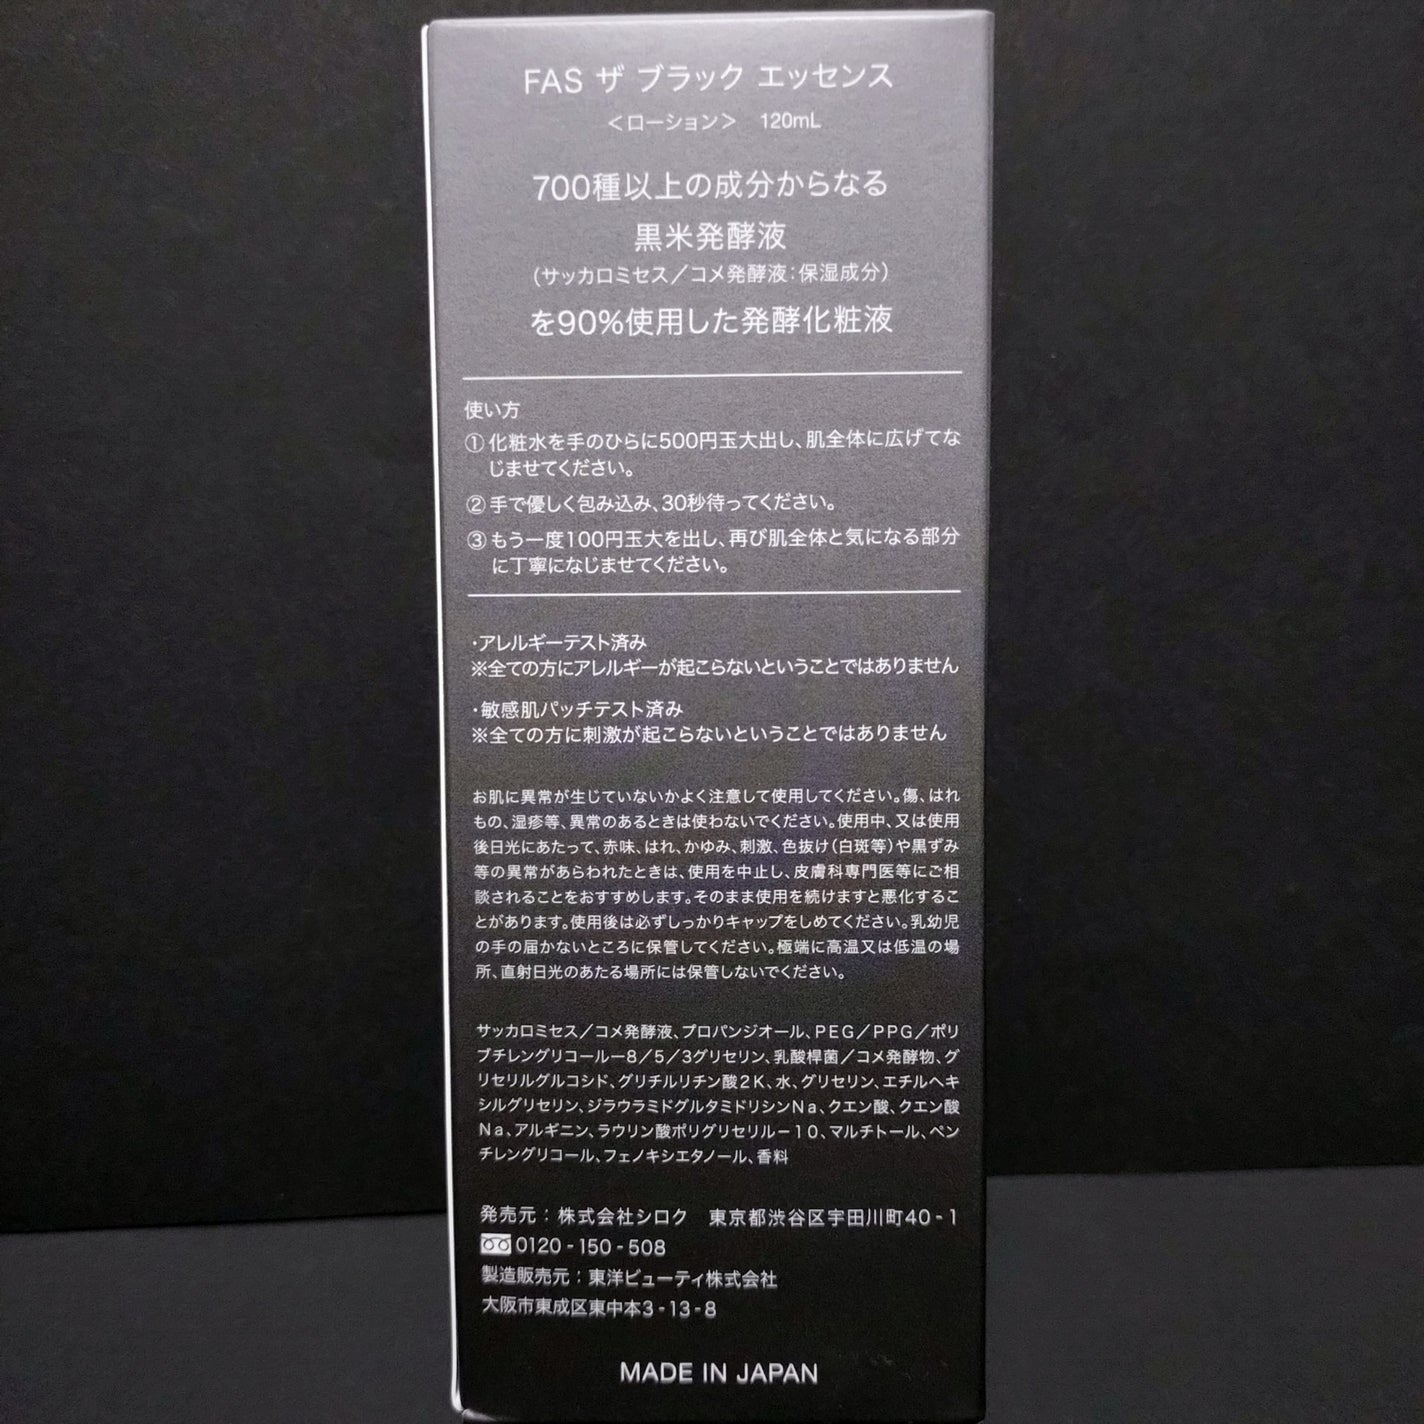 FAS ザ ブラック エッセンス
＜ローション＞ 120mL
700種以上の成分からなる
黒米発酵液
（サッカロミセス／コメ発酵液：保湿成分）
を90%使用した発酵化粧液
使い方
① 化粧水を手のひらに500円玉大出し、肌全体に広げてな
じませてください。
② 手で優しく包み込み、30秒待ってください。
③ もう一度100円玉大を出し、再び肌全体と気になる部分
に丁寧になじませてください。
・アレルギーテスト済み
※全ての方にアレルギーが起こらないということではありません
・敏感肌パッチテスト済み
※全ての方に刺激が起こらないということではありません
お肌に異常が生じていないかよく注意して使用してください。傷、はれ
もの、湿疹等、異常のあるときは使わないでください。使用中、又は使用
後日光にあたって、赤味、はれ、かゆみ、刺激、色抜け（白斑等）や黒ずみ
等の異常があらわれたときは、使用を中止し、皮膚科専門医等にご相
談されることをおすすめします。そのまま使用を続けますと悪化するこ
とがあります。使用後は必ずしっかりキャップをしめてください。乳幼児
の手の届かないところに保管してください。極端に高温又は低温の場
所、直射日光のあたる場所には保管しないでください。
サッカロミセス／コメ発酵液、プロパンジオール、PEG／PPG／ポリ
ブチレングリコールー8／5／3グリセリン、乳酸桿菌／コメ発酵物、グ
リセリルグルコシド、グリチルリチン酸2K、水、グリセリン、エチルヘキ
シルグリセリン、ジラウラミドグルタミドリシンNa、クエン酸、クエン酸
Na、アルギニン、ラウリン酸ポリグリセリルー10、マルチトール、ペン
チレングリコール、フェノキシエタノール、香料
発売元：株式会社シロク 東京都渋谷区宇田川町40-1
0120-150-508
製造販売元：東洋ビューティ株式会社
大阪市東成区東中本3-13-8
MADE IN JAPAN